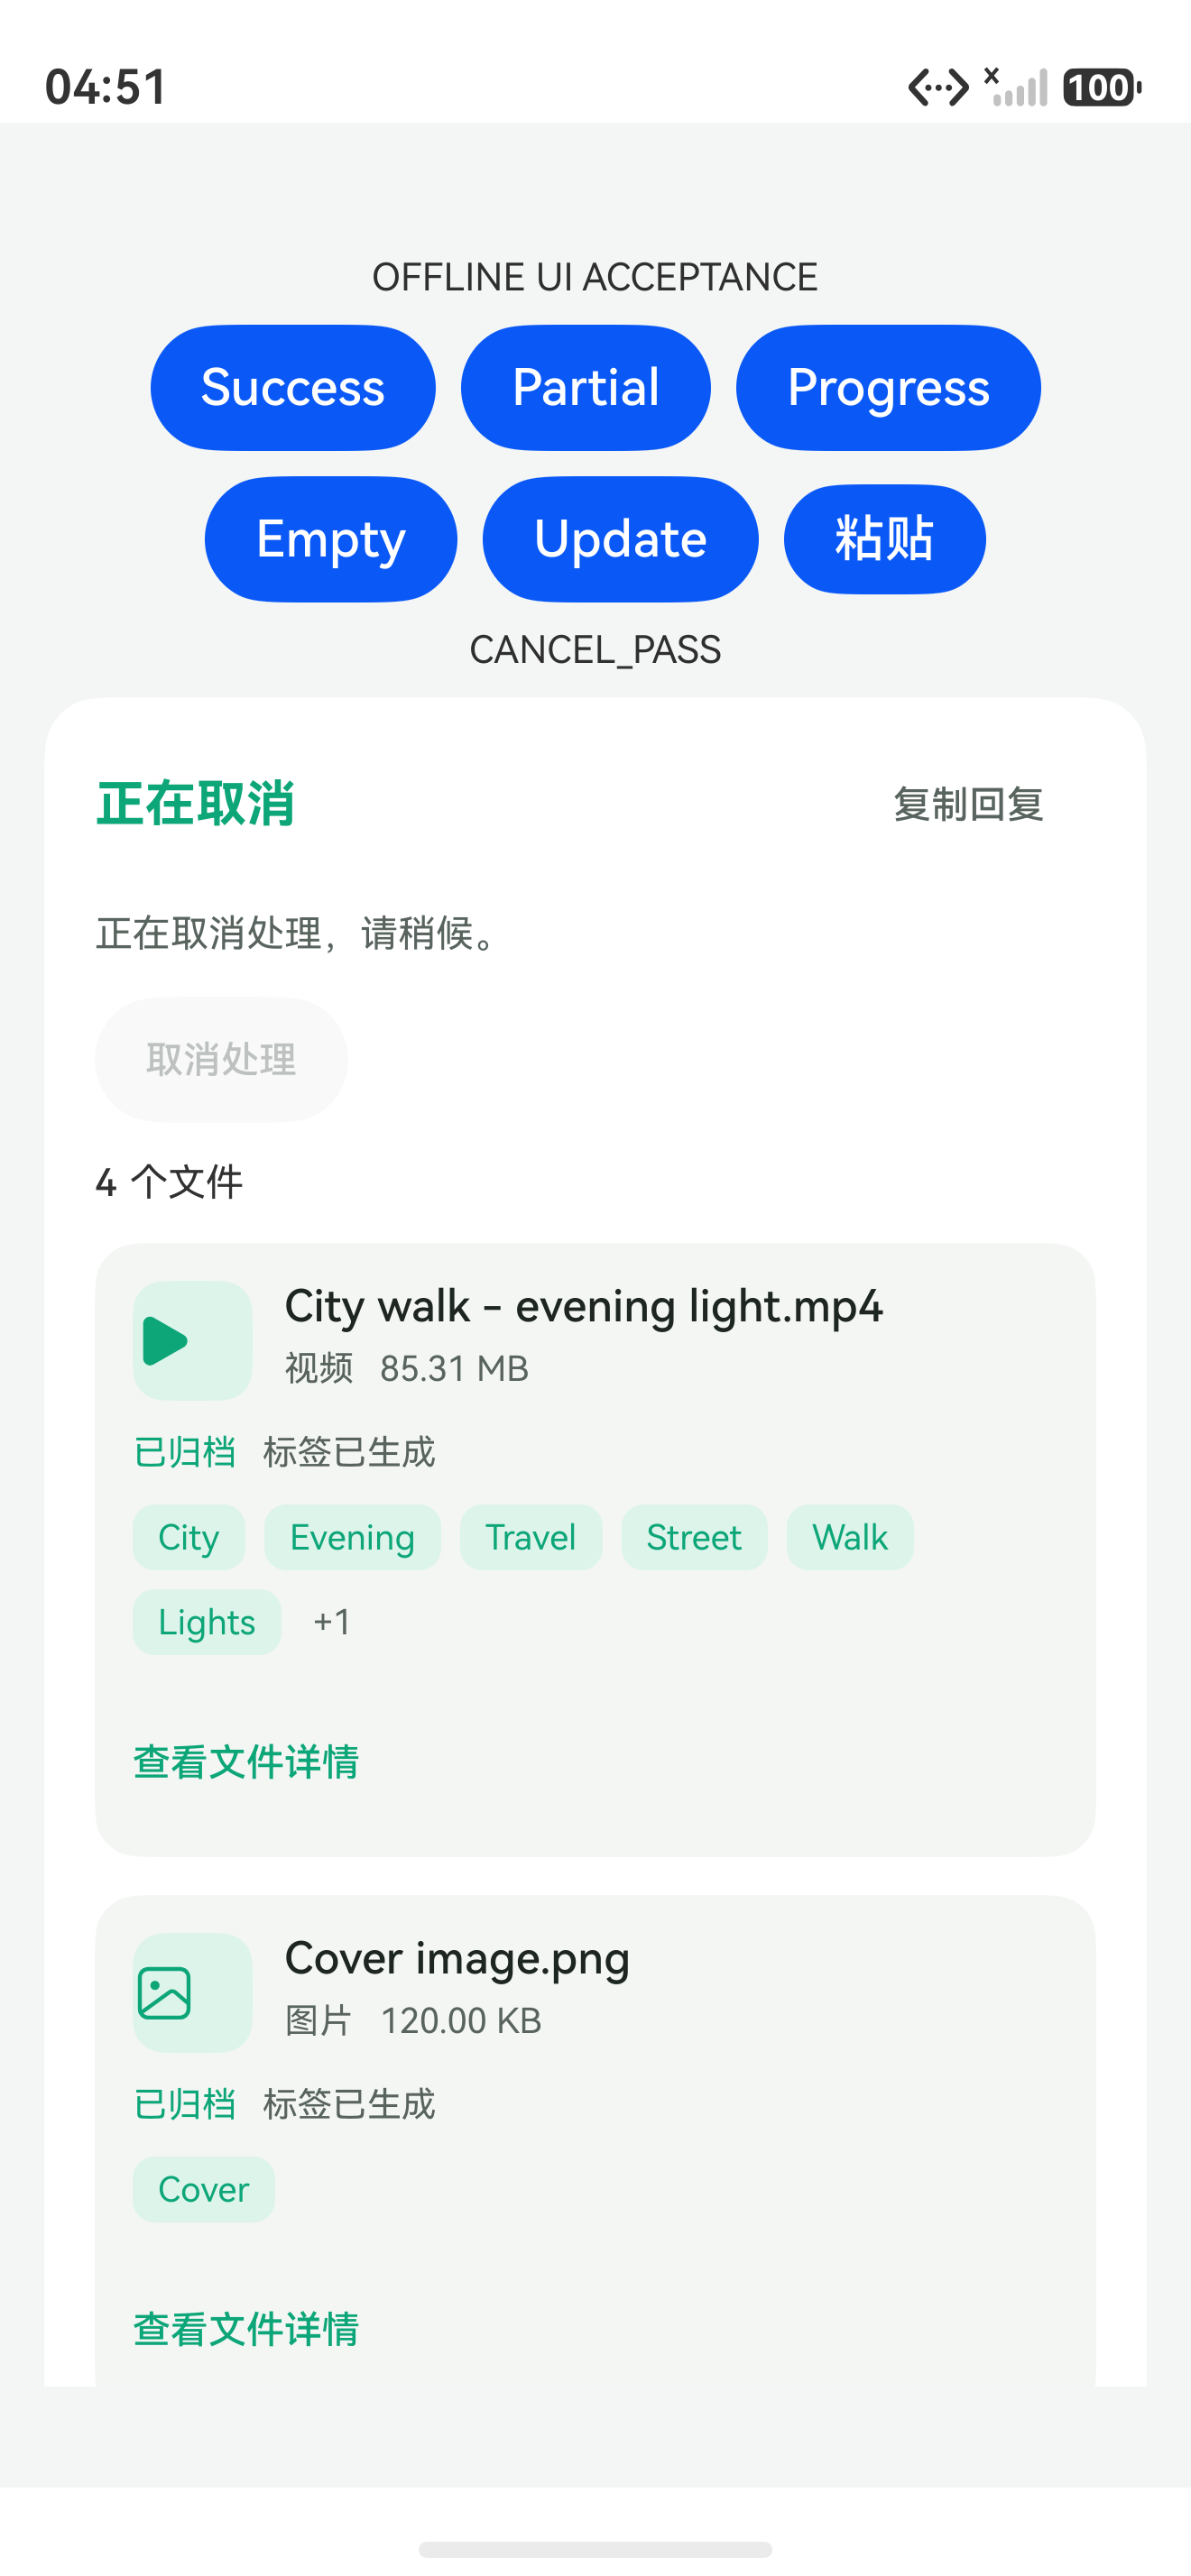 04:51
100
OFFLINE UI ACCEPTANCE
Success Partial Progress
Empty Update 粘贴
CANCEL_PASS
正在取消 复制回复
正在取消处理，请稍候。
取消处理
4 个文件
City walk - evening light.mp4
视频 85.31 MB
已归档 标签已生成
City Evening Travel Street Walk
Lights +1
查看文件详情
Cover image.png
图片 120.00 KB
已归档 标签已生成
Cover
查看文件详情